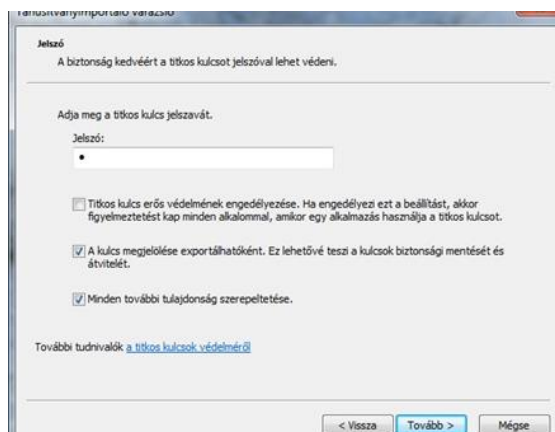 Tanúsítványimportáló varázsló
Jelszó
A biztonság kedvéért a titkos kulcsot jelszóval lehet védeni.
Adja meg a titkos kulcs jelszavát.
Jelszó:
•
Titkos kulcs erős védelmének engedélyezése. Ha engedélyezi ezt a beállítást, akkor
figyelmeztetést kap minden alkalommal, amikor egy alkalmazás használja a titkos kulcsot.
A kulcs megjelölése exportálhatóként. Ez lehetővé teszi a kulcsok biztonsági mentését és
átvitelét.
Minden további tulajdonság szerepeltetése.
További tudnivalók a titkos kulcsok védelméről
< Vissza Tovább > Mégse